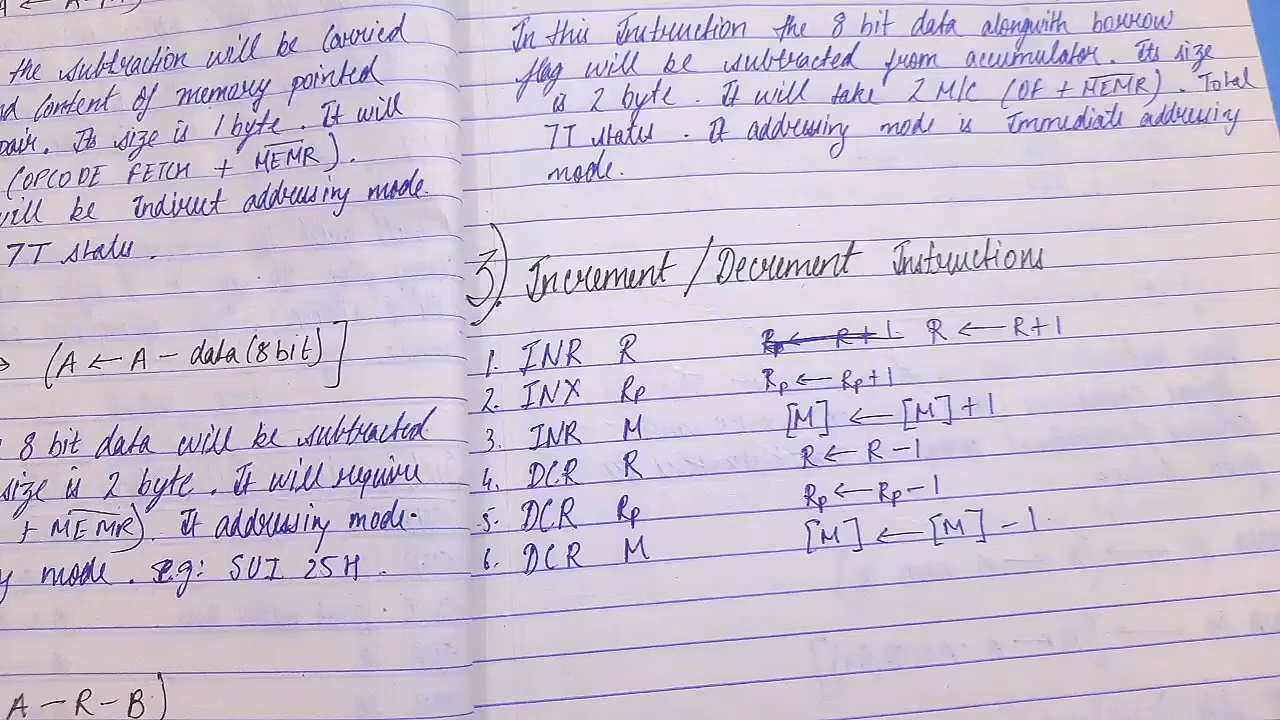 the subtraction will be carried
content of memory pointed
pair. Its size is 1 byte. It will
(OPCODE FETCH + M̅E̅M̅R̅).
will be Indirect addressing mode.
7T states.
(A ← A - data (8 bit)]
8 bit data will be subtracted
size is 2 byte. It will require
+ M̅E̅M̅R̅). It addressing mode.
mode. e.g: SUI 25H.
A - R - B)
In this Instruction the 8 bit data alongwith borrow
flag will be subtracted from accumulator. Its size
is 2 byte. It will take 2 M/C (OF + M̅E̅M̅R̅). Total
7T states. It addressing mode is Immediate addressing
mode.
3) Increment / Decrement Instructions
1. INR R R ← R+1
2. INX Rp Rp ← Rp+1
3. INR M [M] ← [M]+1
4. DCR R R ← R-1
5. DCR Rp Rp ← Rp-1
6. DCR M [M] ← [M]-1.